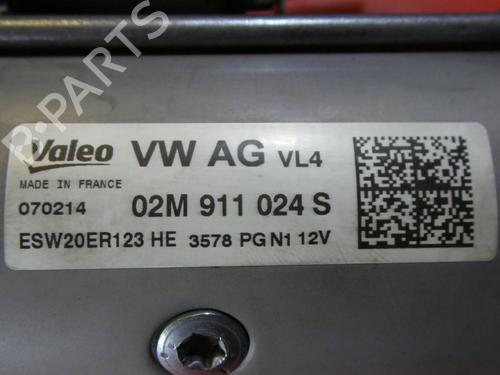 B-PARTS
Valeo VW AG VL4
MADE IN FRANCE
070214 02M 911 024 S
ESW20ER123 HE 3578 PG N1 12V